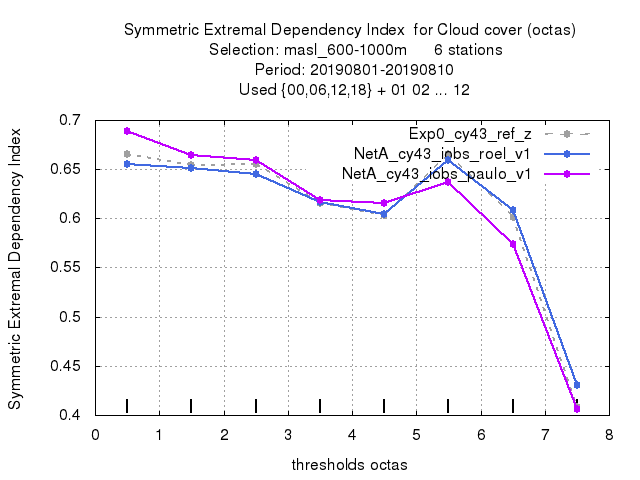 Symmetric Extremal Dependency Index  for Cloud cover (octas)
Selection: masl_600-1000m      6 stations
Period: 20190801-20190810
Used {00,06,12,18} + 01 02 ... 12
Symmetric Extremal Dependency Index
0.7
0.65
0.6
0.55
0.5
0.45
0.4
Exp0_cy43_ref_z
NetA_cy43_iobs_roel_v1
NetA_cy43_iobs_paulo_v1
0 1 2 3 4 5 6 7 8
thresholds octas